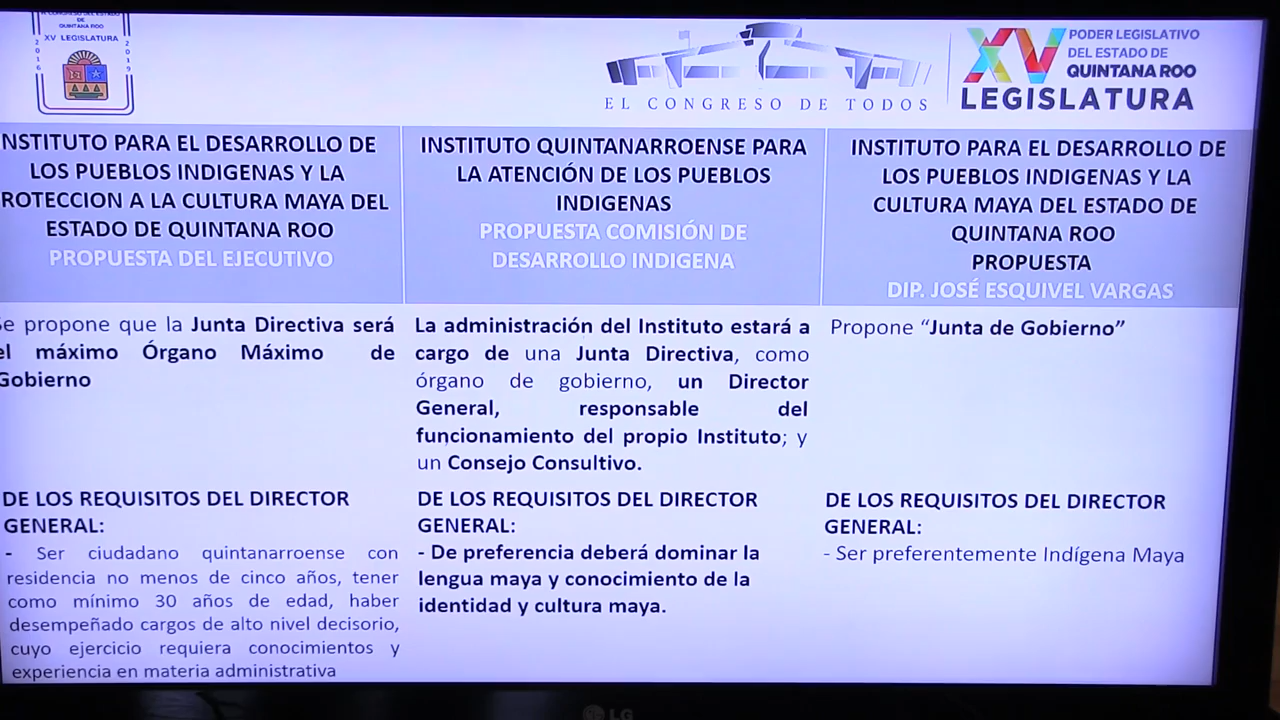 QUINTANA ROO
XV LEGISLATURA
2016
2019
EL CONGRESO DE TODOS
XV
PODER LEGISLATIVO
DEL ESTADO DE
QUINTANA ROO
LEGISLATURA
NSTITUTO PARA EL DESARROLLO DE
LOS PUEBLOS INDIGENAS Y LA
ROTECCION A LA CULTURA MAYA DEL
ESTADO DE QUINTANA ROO
PROPUESTA DEL EJECUTIVO
INSTITUTO QUINTANARROENSE PARA
LA ATENCIÓN DE LOS PUEBLOS
INDIGENAS
PROPUESTA COMISIÓN DE
DESARROLLO INDIGENA
INSTITUTO PARA EL DESARROLLO DE
LOS PUEBLOS INDIGENAS Y LA
CULTURA MAYA DEL ESTADO DE
QUINTANA ROO
PROPUESTA
DIP. JOSÉ ESQUIVEL VARGAS
Se propone que la Junta Directiva será
el máximo Órgano Máximo de
Gobierno
La administración del Instituto estará a
cargo de una Junta Directiva, como
órgano de gobierno, un Director
General, responsable del
funcionamiento del propio Instituto; y
un Consejo Consultivo.
Propone “Junta de Gobierno”
DE LOS REQUISITOS DEL DIRECTOR
GENERAL:
- Ser ciudadano quintanarroense con
residencia no menos de cinco años, tener
como mínimo 30 años de edad, haber
desempeñado cargos de alto nivel decisorio,
cuyo ejercicio requiera conocimientos y
experiencia en materia administrativa
DE LOS REQUISITOS DEL DIRECTOR
GENERAL:
- De preferencia deberá dominar la
lengua maya y conocimiento de la
identidad y cultura maya.
DE LOS REQUISITOS DEL DIRECTOR
GENERAL:
- Ser preferentemente Indígena Maya
LG